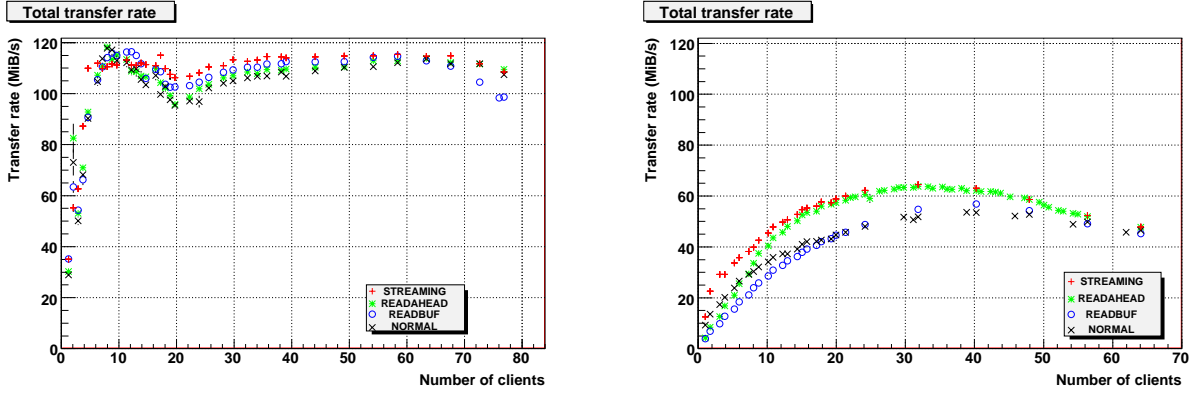 Total transfer rate
Transfer rate (MiB/s)
120
100
80
60
40
20
0
0 10 20 30 40 50 60 70 80
Number of clients
STREAMING
READAHEAD
READBUF
NORMAL
Total transfer rate
Transfer rate (MiB/s)
120
100
80
60
40
20
0
0 10 20 30 40 50 60 70
Number of clients
STREAMING
READAHEAD
READBUF
NORMAL